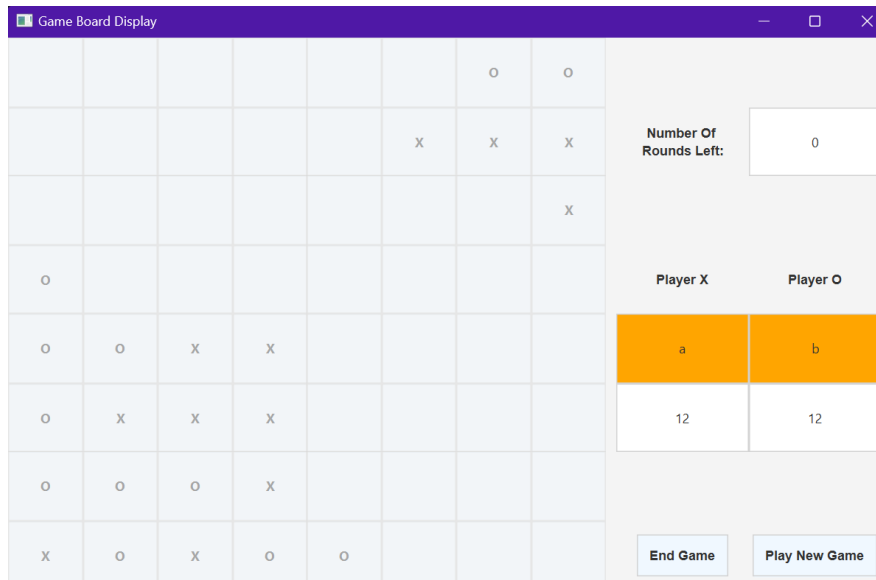 Game Board Display
O O
X X X
X
O
O O X X
O X X X
O O O X
X O X O O
Number Of
Rounds Left:
0
Player X Player O
a b
12 12
End Game Play New Game